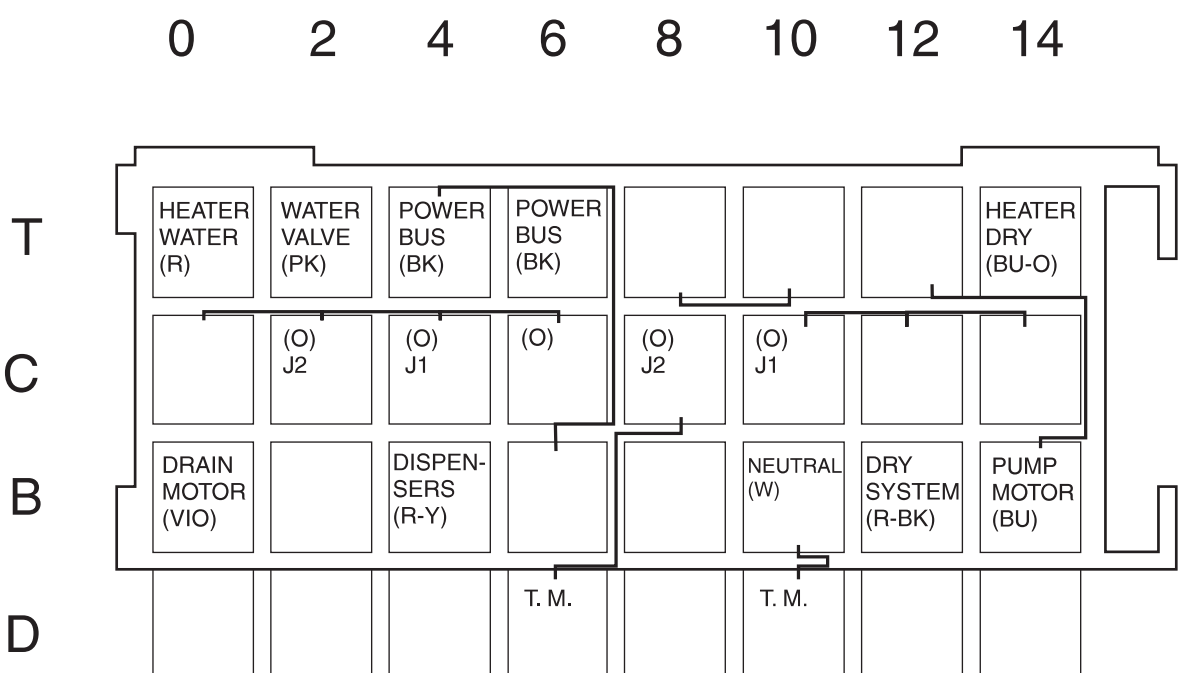 0 2 4 6 8 10 12 14
T
HEATER
WATER
(R)
WATER
VALVE
(PK)
POWER
BUS
(BK)
POWER
BUS
(BK)
HEATER
DRY
(BU-O)
C
(O)
J2
(O)
J1
(O)
(O)
J2
(O)
J1
B
DRAIN
MOTOR
(VIO)
DISPEN-
SERS
(R-Y)
NEUTRAL
(W)
DRY
SYSTEM
(R-BK)
PUMP
MOTOR
(BU)
D
T. M.
T. M.